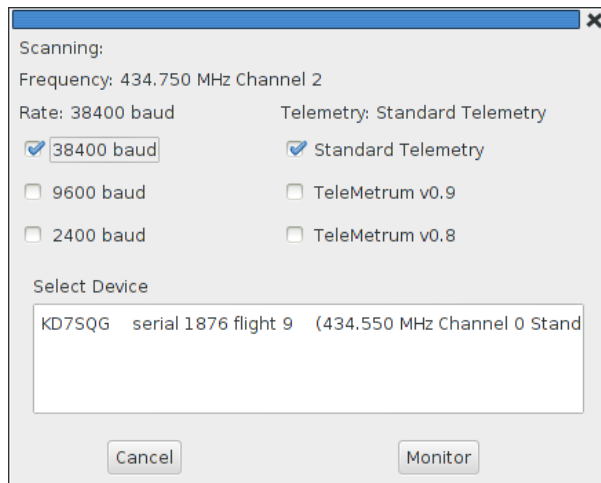 Scanning:
Frequency: 434.750 MHz Channel 2
Rate: 38400 baud Telemetry: Standard Telemetry
38400 baud Standard Telemetry
9600 baud TeleMetrum v0.9
2400 baud TeleMetrum v0.8
Select Device
KD7SQG serial 1876 flight 9 (434.550 MHz Channel 0 Stand
Cancel Monitor